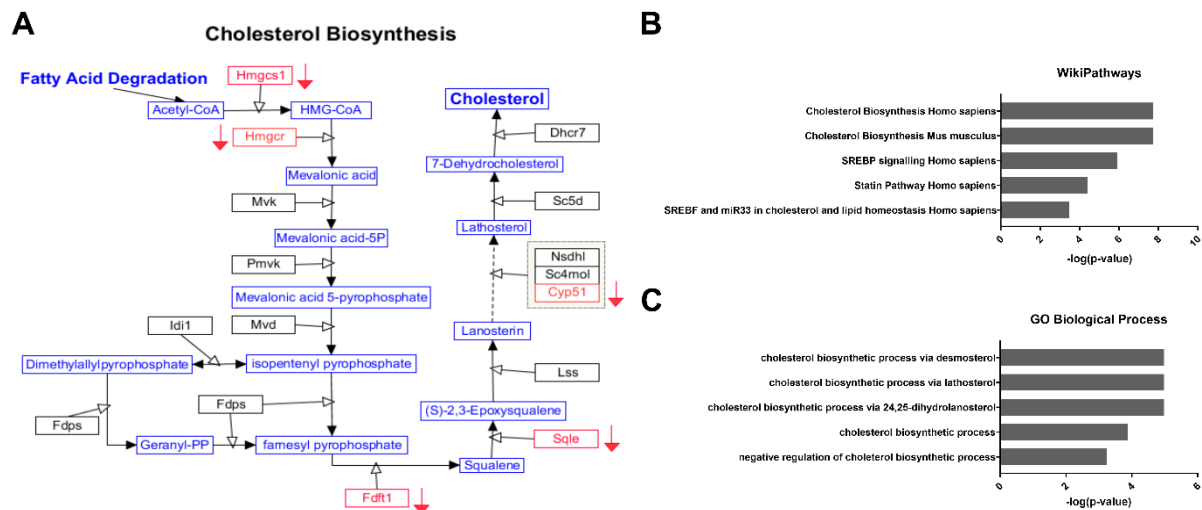 A
Cholesterol Biosynthesis
Fatty Acid Degradation
Hmgcs1
Acetyl-CoA
HMG-CoA
Hmgcr
Mevalonic acid
Mvk
Mevalonic acid-5P
Pmvk
Mevalonic acid 5-pyrophosphate
Mvd
Idi1
Dimethylallylpyrophosphate
isopentenyl pyrophosphate
Fdps
Fdps
Geranyl-PP
farnesyl pyrophosphate
Fdft1
Squalene
Sqle
(S)-2,3-Epoxysqualene
Lss
Lanosterin
Nsdhl
Sc4mol
Cyp51
Lathosterol
Sc5d
7-Dehydrocholesterol
Dhcr7
Cholesterol
B
WikiPathways
Cholesterol Biosynthesis Homo sapiens
Cholesterol Biosynthesis Mus musculus
SREBP signalling Homo sapiens
Statin Pathway Homo sapiens
SREBF and miR33 in cholesterol and lipid homeostasis Homo sapiens
0 2 4 6 8 10
-log(p-value)
C
GO Biological Process
cholesterol biosynthetic process via desmosterol
cholesterol biosynthetic process via lathosterol
cholesterol biosynthetic process via 24,25-dihydrolanosterol
cholesterol biosynthetic process
negative regulation of choleterol biosynthetic process
0 2 4 6
-log(p-value)